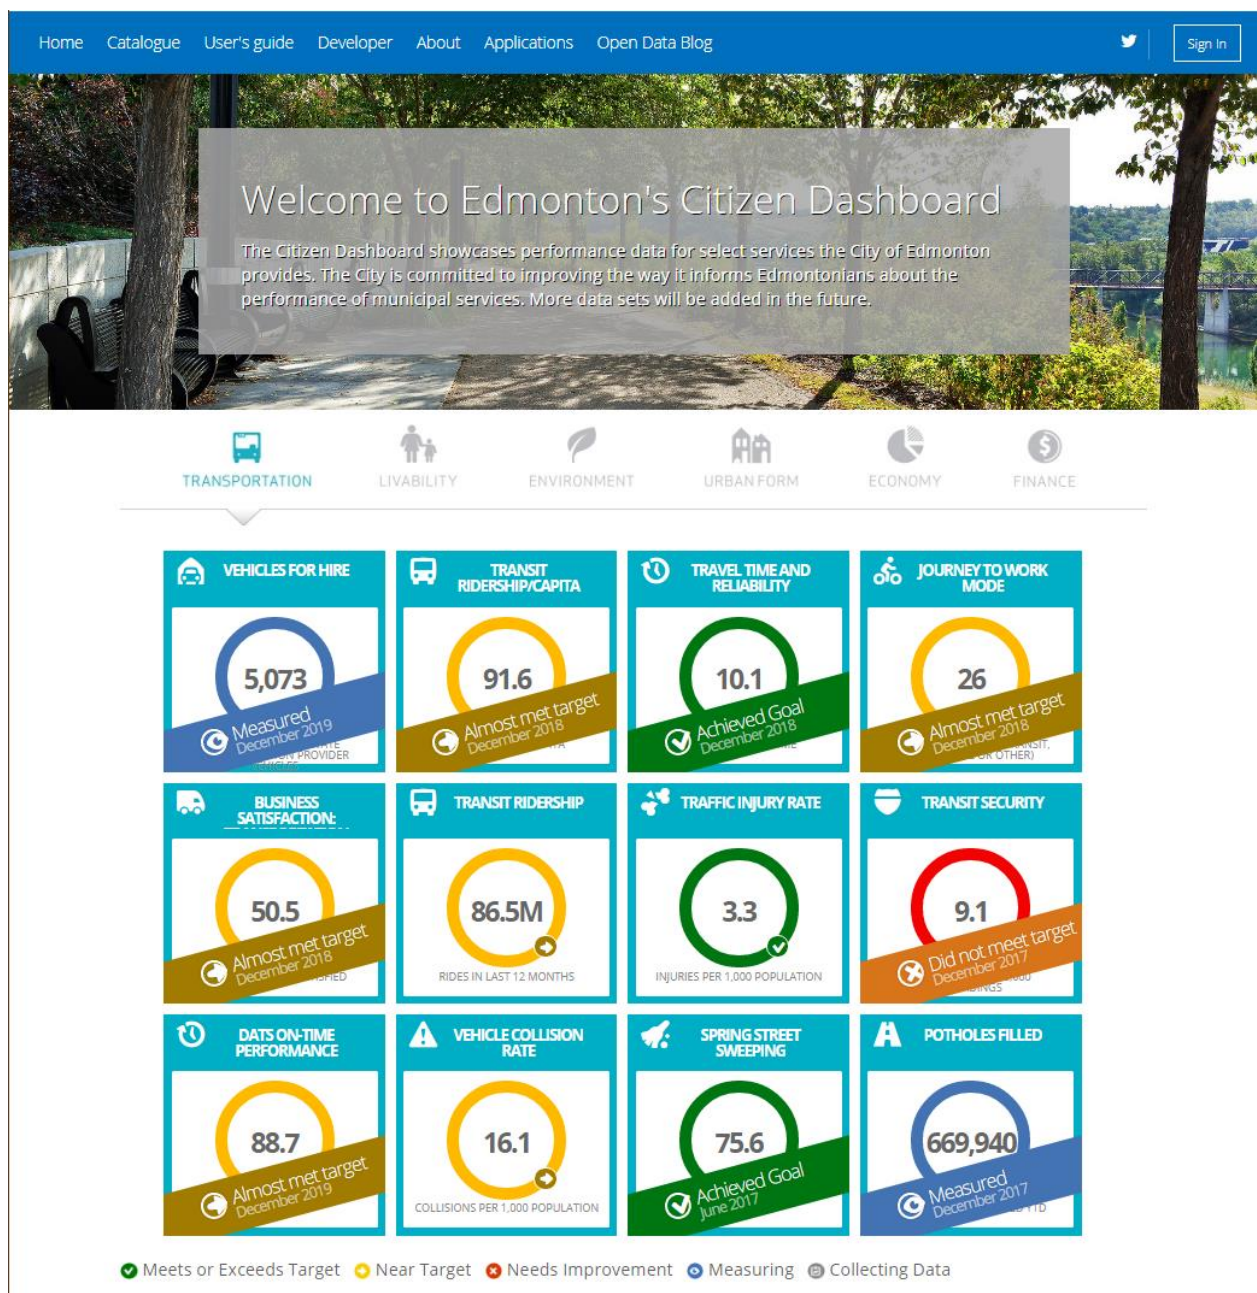 Home Catalogue User's guide Developer About Applications Open Data Blog Sign In
Welcome to Edmonton's Citizen Dashboard
The Citizen Dashboard showcases performance data for select services the City of Edmonton
provides. The City is committed to improving the way it informs Edmontonians about the
performance of municipal services. More data sets will be added in the future.
TRANSPORTATION LIVABILITY ENVIRONMENT URBAN FORM ECONOMY FINANCE
VEHICLES FOR HIRE
5,073
Measured
December 2019
PROVIDER
TRANSIT
RIDERSHIP/CAPITA
91.6
Almost met target
December 2018
TRAVEL TIME AND
RELIABILITY
10.1
Achieved Goal
December 2018
JOURNEY TO WORK
MODE
26
Almost met target
December 2018
OR OTHER)
BUSINESS
SATISFACTION:
50.5
Almost met target
December 2018
TRANSIT RIDERSHIP
86.5M
RIDES IN LAST 12 MONTHS
TRAFFIC INJURY RATE
3.3
INJURIES PER 1,000 POPULATION
TRANSIT SECURITY
9.1
Did not meet target
December 2017
DATS ON-TIME
PERFORMANCE
88.7
Almost met target
December 2019
VEHICLE COLLISION
RATE
16.1
COLLISIONS PER 1,000 POPULATION
SPRING STREET
SWEEPING
75.6
Achieved Goal
June 2017
POTHOLES FILLED
669,940
Measured
December 2017
YTD
Meets or Exceeds Target Near Target Needs Improvement Measuring Collecting Data